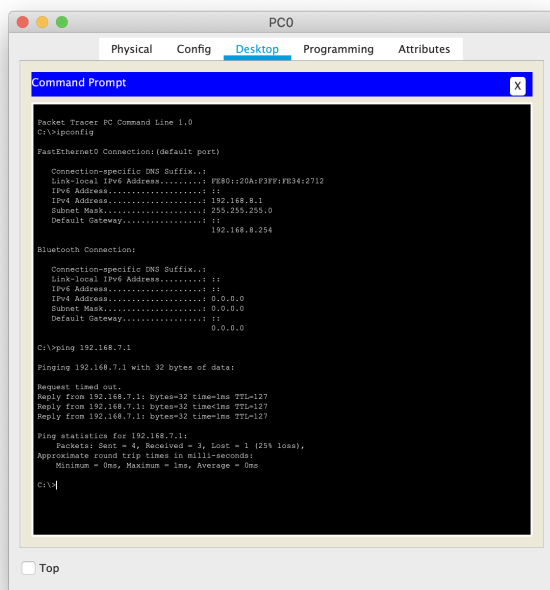 PC0
Physical Config Desktop Programming Attributes
Command Prompt
X
Packet Tracer PC Command Line 1.0
C:\>ipconfig
FastEthernet0 Connection:(default port)
Connection-specific DNS Suffix..:
Link-local IPv6 Address.........: FE80::20A:F3FF:FE34:2712
IPv6 Address....................: ::
IPv4 Address....................: 192.168.8.1
Subnet Mask.....................: 255.255.255.0
Default Gateway.................: ::
192.168.8.254
Bluetooth Connection:
Connection-specific DNS Suffix..:
Link-local IPv6 Address.........: ::
IPv6 Address....................: ::
IPv4 Address....................: 0.0.0.0
Subnet Mask.....................: 0.0.0.0
Default Gateway.................: ::
0.0.0.0
C:\>ping 192.168.7.1
Pinging 192.168.7.1 with 32 bytes of data:
Request timed out.
Reply from 192.168.7.1: bytes=32 time=1ms TTL=127
Reply from 192.168.7.1: bytes=32 time<1ms TTL=127
Reply from 192.168.7.1: bytes=32 time=1ms TTL=127
Ping statistics for 192.168.7.1:
Packets: Sent = 4, Received = 3, Lost = 1 (25% loss),
Approximate round trip times in milli-seconds:
Minimum = 0ms, Maximum = 1ms, Average = 0ms
C:\>
Top